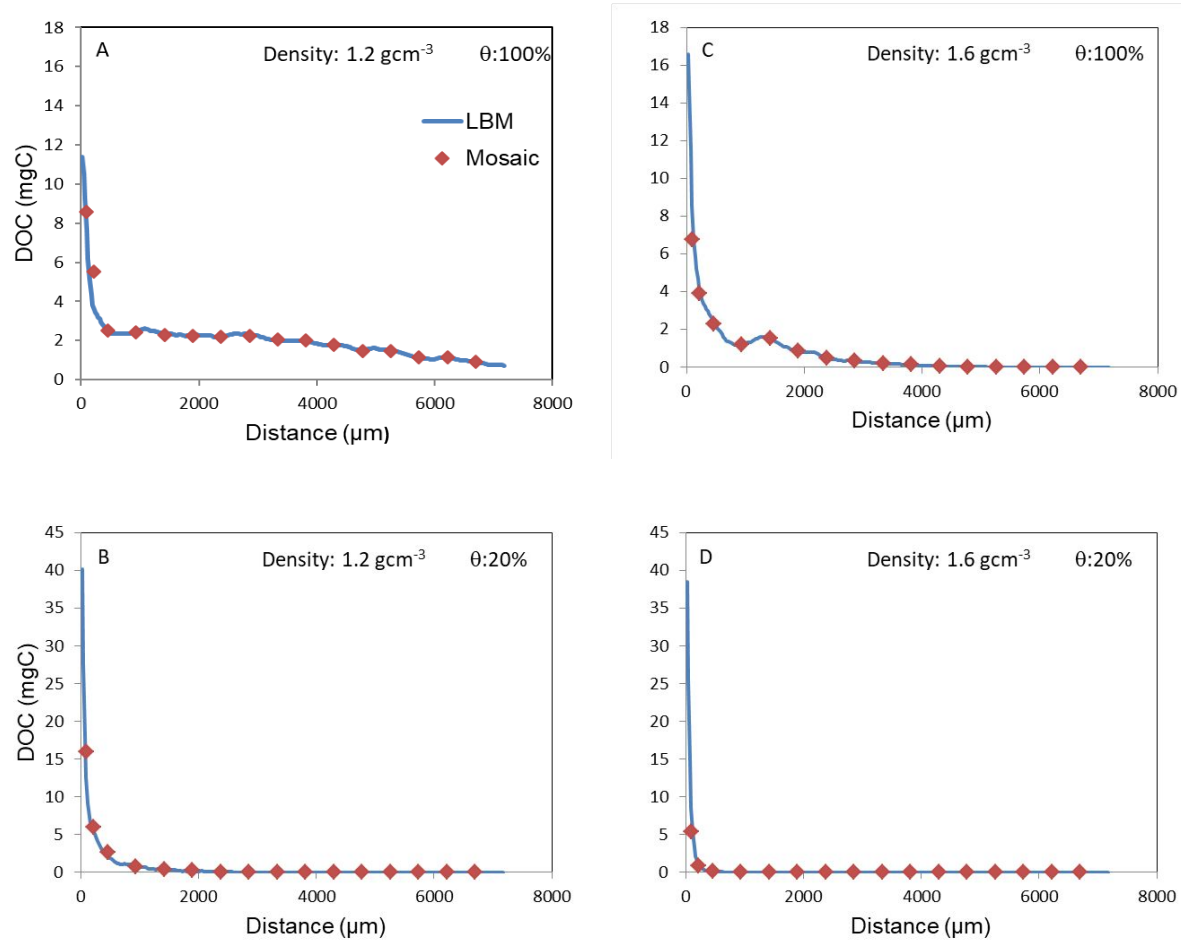 A Density: 1.2 gcm⁻³ θ:100%
LBM
Mosaic
18
16
14
12
10
8
6
4
2
0
DOC (mgC)
0 2000 4000 6000 8000
Distance (μm)
C Density: 1.6 gcm⁻³ θ:100%
18
16
14
12
10
8
6
4
2
0
0 2000 4000 6000 8000
Distance (μm)
B Density: 1.2 gcm⁻³ θ:20%
45
40
35
30
25
20
15
10
5
0
DOC (mgC)
0 2000 4000 6000 8000
Distance (μm)
D Density: 1.6 gcm⁻³ θ:20%
45
40
35
30
25
20
15
10
5
0
0 2000 4000 6000 8000
Distance (μm)